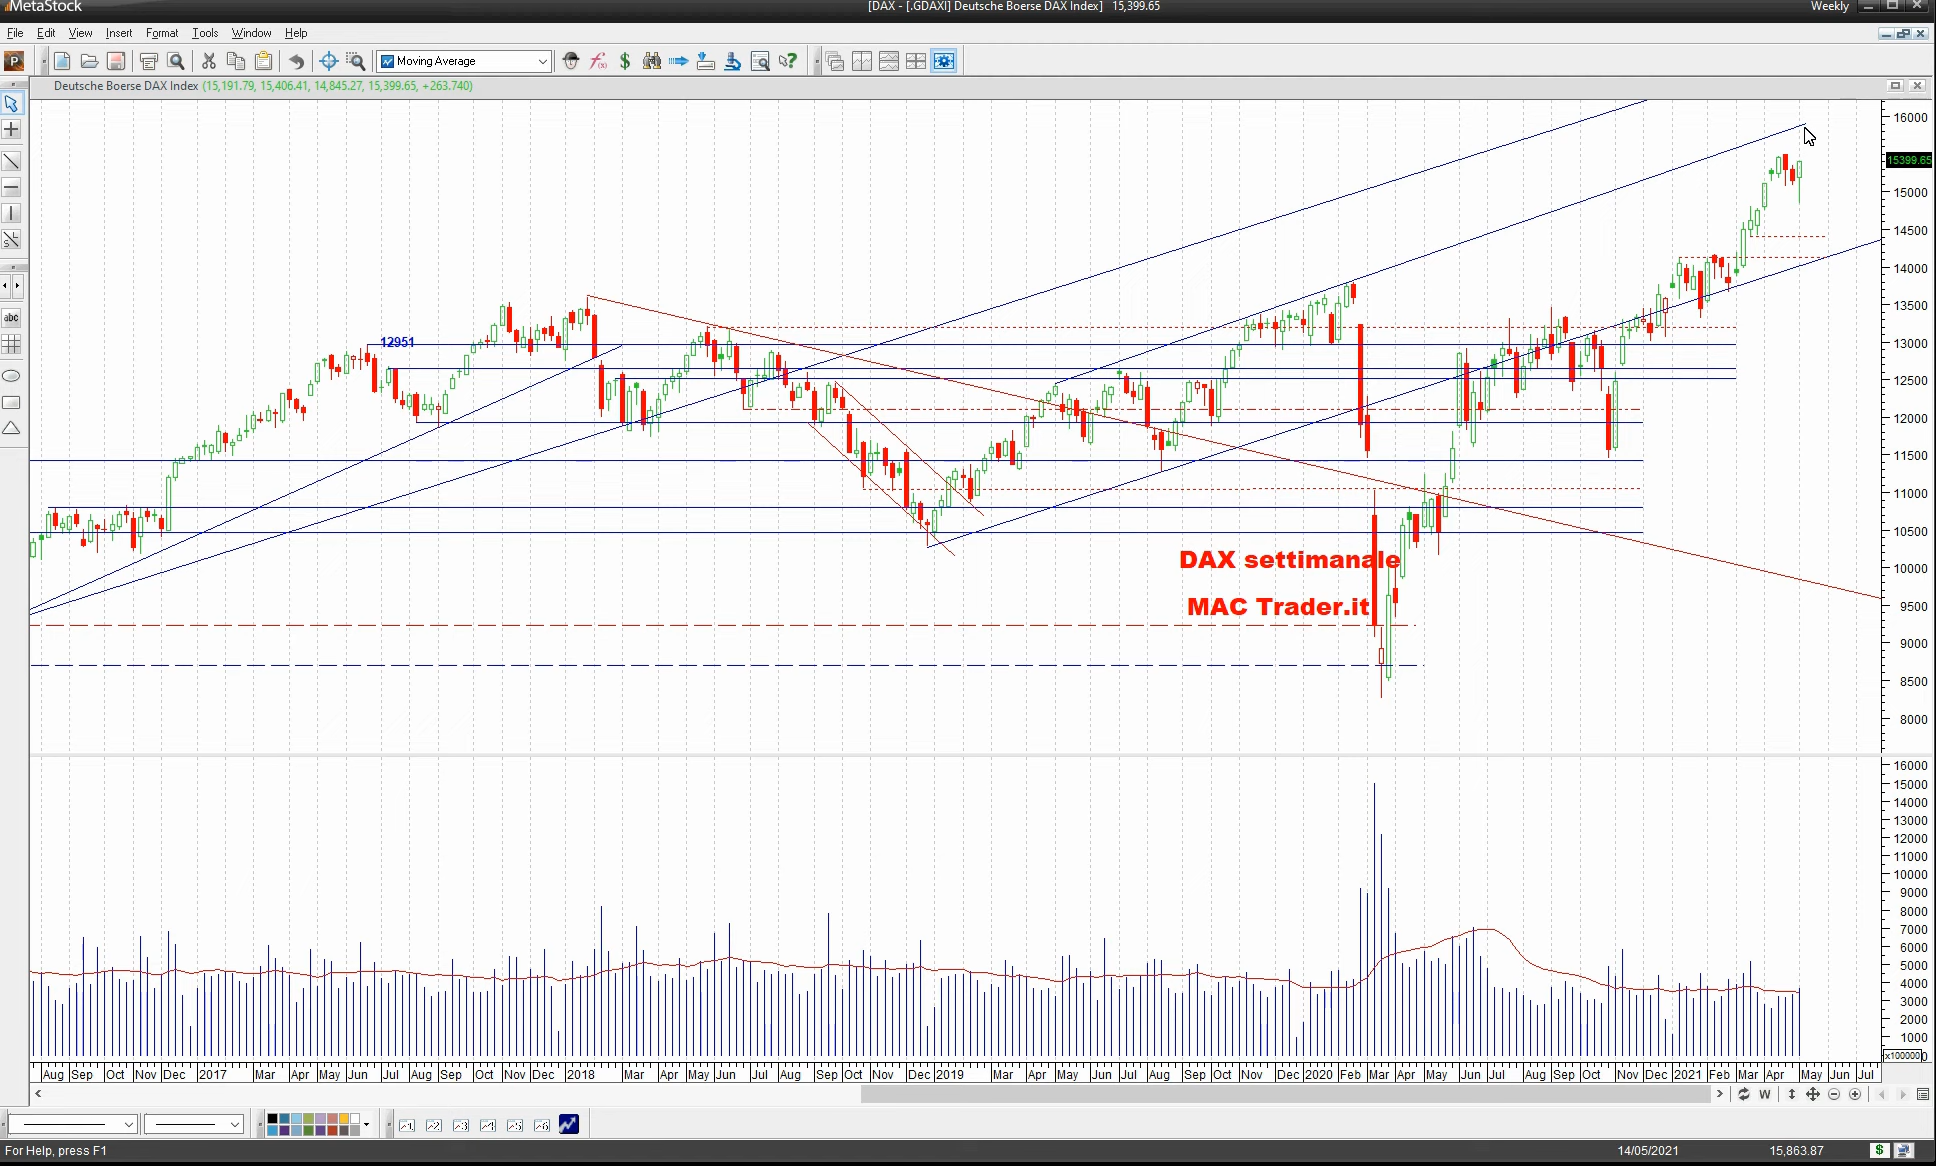 MetaStock
[DAX - [.GDAXI] Deutsche Boerse DAX Index] 15,399.65
Weekly
File Edit View Insert Format Tools Window Help
Moving Average
Deutsche Boerse DAX Index (15,191.79, 15,406.41, 14,845.27, 15,399.65, +263.740)
abc
16000
15399.65
15000
14500
14000
13500
13000
12500
12000
11500
11000
10500
10000
9500
9000
8500
8000
12951
DAX settimanale
MAC Trader.it
16000
15000
14000
13000
12000
11000
10000
9000
8000
7000
6000
5000
4000
3000
2000
1000
x100000
Aug Sep Oct Nov Dec 2017 Mar Apr May Jun Jul Aug Sep Oct Nov Dec 2018 Mar Apr May Jun Jul Aug Sep Oct Nov Dec 2019 Mar Apr May Jun Jul Aug Sep Oct Nov Dec 2020 Feb Mar Apr May Jun Jul Aug Sep Oct Nov Dec 2021 Feb Mar Apr May Jun Jul
W
For Help, press F1
14/05/2021
15,863.87